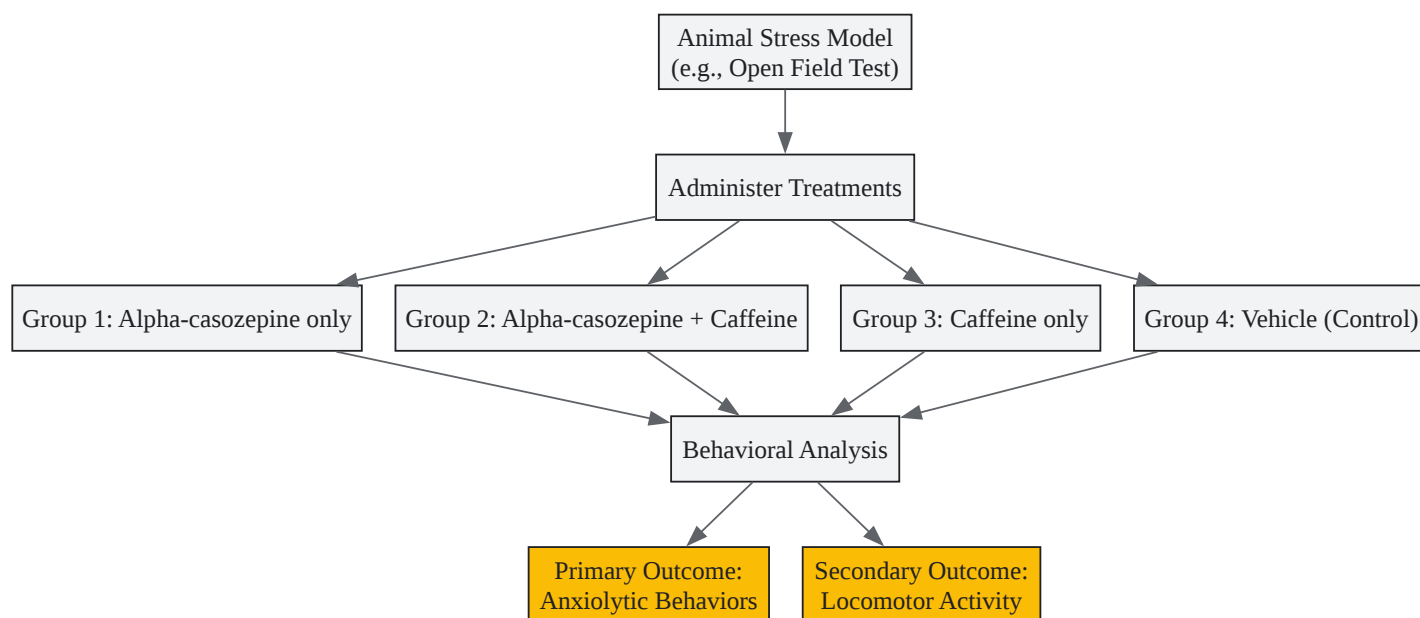 Animal Stress Model
(e.g., Open Field Test)
Administer Treatments
Group 1: Alpha-casozepine only
Group 2: Alpha-casozepine + Caffeine
Group 3: Caffeine only
Group 4: Vehicle (Control)
Behavioral Analysis
Primary Outcome:
Anxiolytic Behaviors
Secondary Outcome:
Locomotor Activity